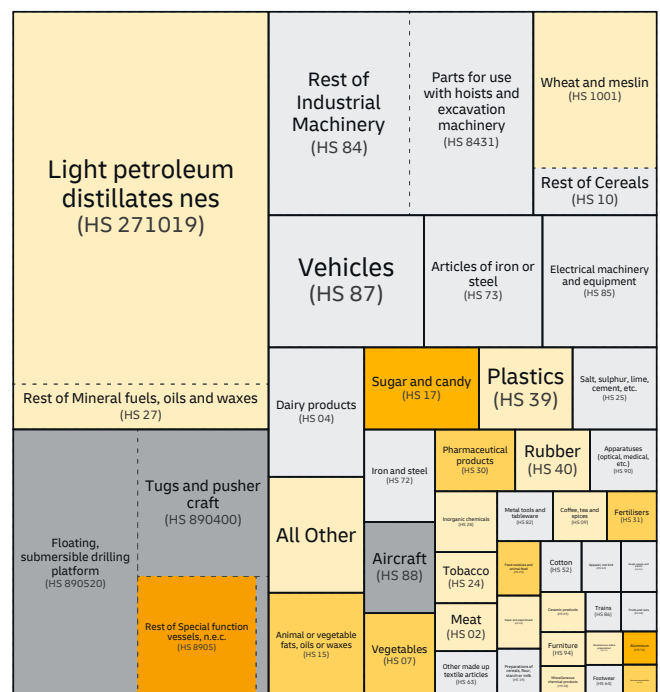 Light petroleum
distillates nes
(HS 271019)
Rest of Mineral fuels, oils and waxes
(HS 27)
Rest of
Industrial
Machinery
(HS 84)
Parts for use
with hoists and
excavation
machinery
(HS 8431)
Wheat and meslin
(HS 1001)
Rest of Cereals
(HS 10)
Vehicles
(HS 87)
Articles of iron or
steel
(HS 73)
Electrical machinery
and equipment
(HS 85)
Dairy products
(HS 04)
Sugar and candy
(HS 17)
Plastics
(HS 39)
Salt, sulphur, lime,
cement, etc.
(HS 25)
Floating,
submersible drilling
platform
(HS 890520)
Tugs and pusher
craft
(HS 890400)
Rest of Special function
vessels, n.e.c.
(HS 8905)
Iron and steel
(HS 72)
Pharmaceutical
products
(HS 30)
Rubber
(HS 40)
Apparatuses
(optical, medical,
etc.)
(HS 90)
All Other
Aircraft
(HS 88)
Inorganic chemicals
(HS 28)
Metal tools and
tableware
(HS 82)
Coffee, tea and
spices
(HS 09)
Fertilisers
(HS 31)
Tobacco
(HS 24)
Cotton
(HS 52)
Animal or vegetable
fats, oils or waxes
(HS 15)
Vegetables
(HS 07)
Meat
(HS 02)
Ceramic products
Trains
(HS 86)
Furniture
(HS 94)
Aluminium
Other made up
textile articles
(HS 63)
Preparations of
cereals, flour,
starch or milk
(HS 19)
Miscellaneous
chemical products
Footwear
(HS 64)